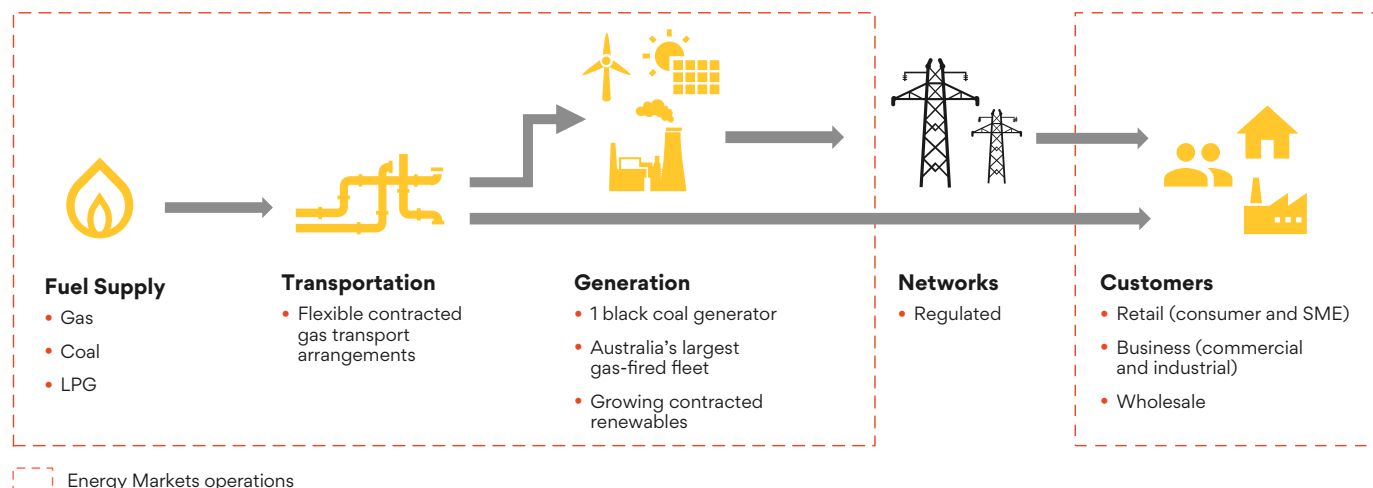 Fuel Supply
• Gas
• Coal
• LPG
Transportation
• Flexible contracted
gas transport
arrangements
Generation
• 1 black coal generator
• Australia's largest
gas-fired fleet
• Growing contracted
renewables
Networks
• Regulated
Customers
• Retail (consumer and SME)
• Business (commercial
and industrial)
• Wholesale
Energy Markets operations